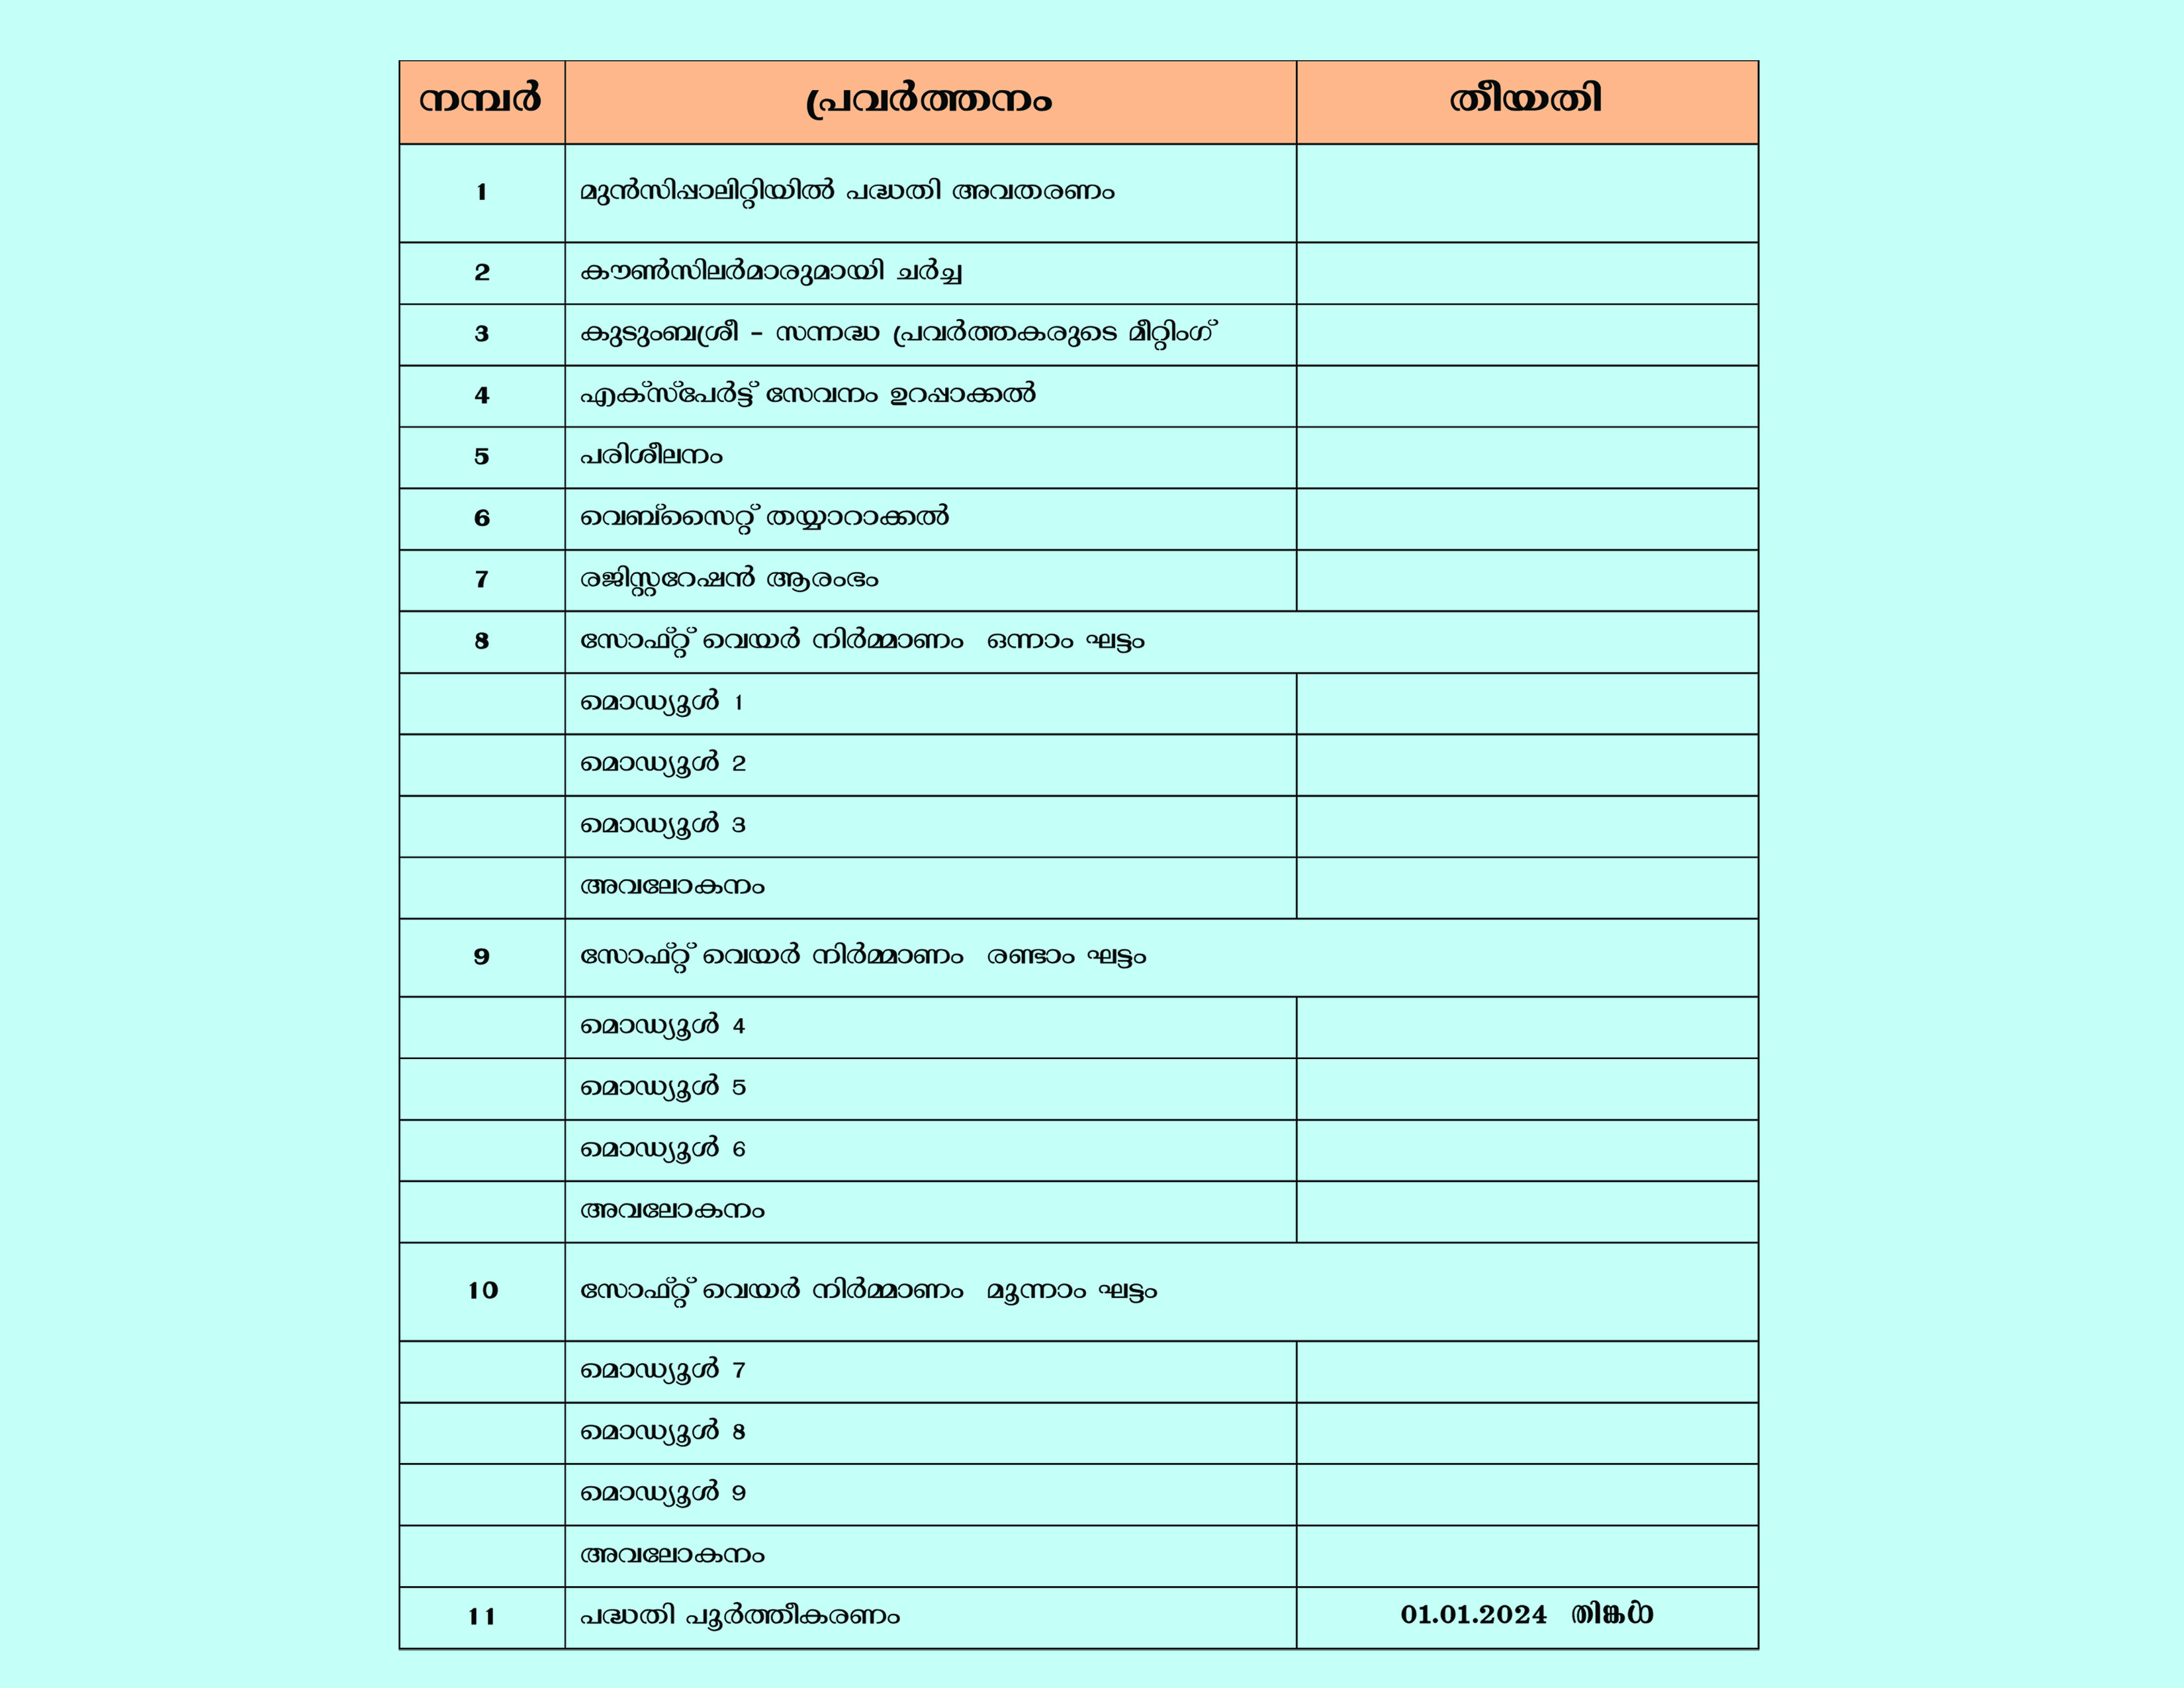 നമ്പർ പ്രവർത്തനം തീയതി
1 മുൻസിപ്പാലിറ്റിയിൽ പദ്ധതി അവതരണം
2 കൗൺസിലർമാരുമായി ചർച്ച
3 കുടുംബശ്രീ - സന്നദ്ധ പ്രവർത്തകരുടെ മീറ്റിംഗ്
4 എക്സ്പേർട്ട് സേവനം ഉറപ്പാക്കൽ
5 പരിശീലനം
6 വെബ്സൈറ്റ് തയ്യാറാക്കൽ
7 രജിസ്റ്ററേഷൻ ആരംഭം
8 സോഫ്റ്റ് വെയർ നിർമ്മാണം ഒന്നാം ഘട്ടം
മൊഡ്യൂൾ 1
മൊഡ്യൂൾ 2
മൊഡ്യൂൾ 3
അവലോകനം
9 സോഫ്റ്റ് വെയർ നിർമ്മാണം രണ്ടാം ഘട്ടം
മൊഡ്യൂൾ 4
മൊഡ്യൂൾ 5
മൊഡ്യൂൾ 6
അവലോകനം
10 സോഫ്റ്റ് വെയർ നിർമ്മാണം മൂന്നാം ഘട്ടം
മൊഡ്യൂൾ 7
മൊഡ്യൂൾ 8
മൊഡ്യൂൾ 9
അവലോകനം
11 പദ്ധതി പൂർത്തീകരണം 01.01.2024 തിങ്കൾ